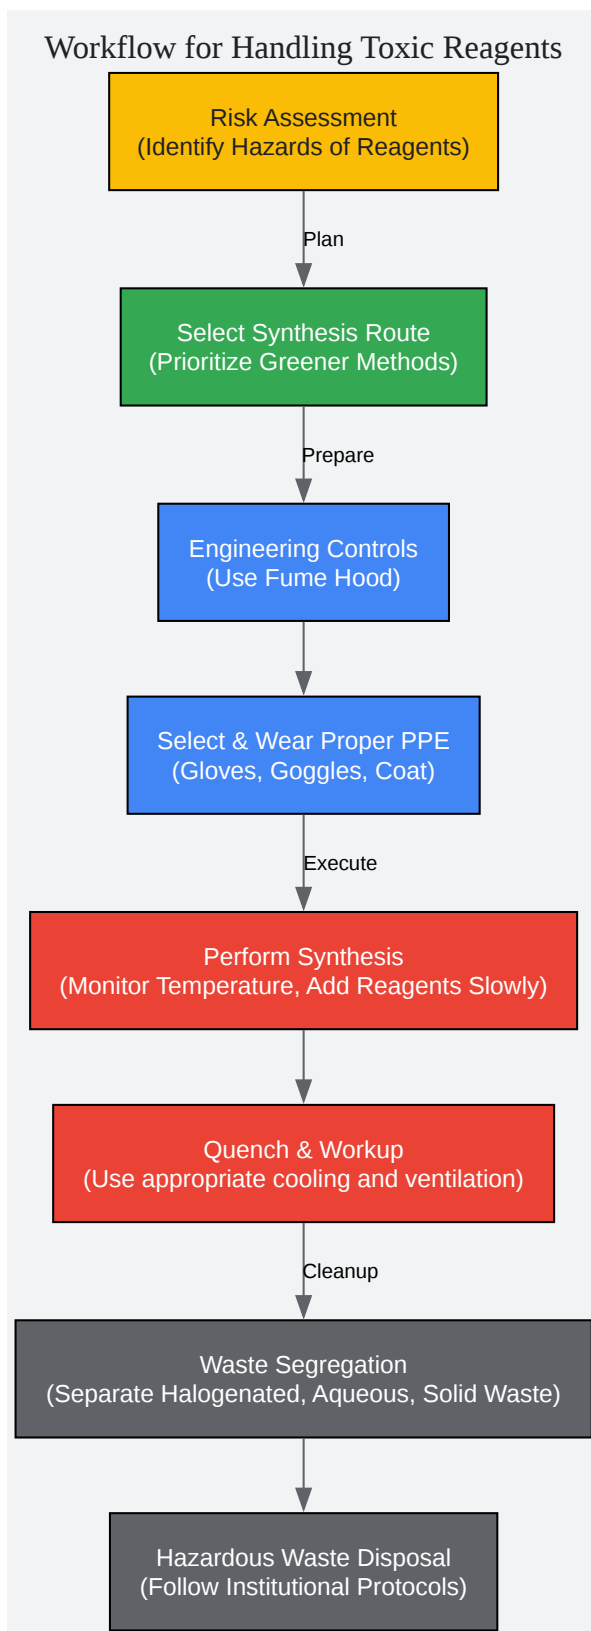 Workflow for Handling Toxic Reagents
Risk Assessment
(Identify Hazards of Reagents)
Plan
Select Synthesis Route
(Prioritize Greener Methods)
Prepare
Engineering Controls
(Use Fume Hood)
Select & Wear Proper PPE
(Gloves, Goggles, Coat)
Execute
Perform Synthesis
(Monitor Temperature, Add Reagents Slowly)
Quench & Workup
(Use appropriate cooling and ventilation)
Cleanup
Waste Segregation
(Separate Halogenated, Aqueous, Solid Waste)
Hazardous Waste Disposal
(Follow Institutional Protocols)